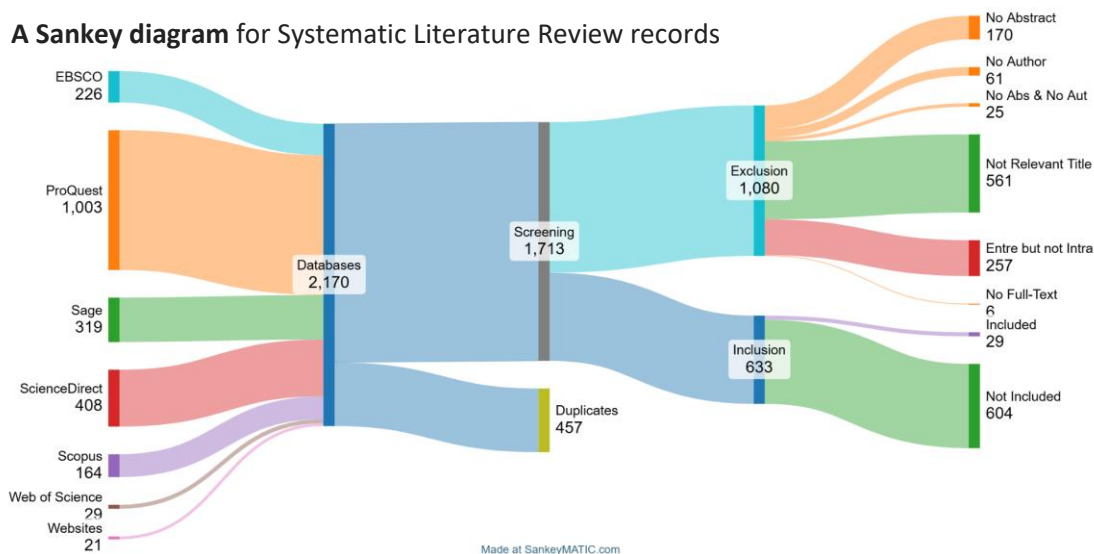 A Sankey diagram for Systematic Literature Review records
EBSCO
226
ProQuest
1,003
Sage
319
ScienceDirect
408
Scopus
164
Web of Science
29
Websites
21
Databases
2,170
Screening
1,713
Duplicates
457
Exclusion
1,080
Inclusion
633
No Abstract
170
No Author
61
No Abs & No Aut
25
Not Relevant Title
561
Entre but not Intra
257
No Full-Text
6
Included
29
Not Included
604
Made at SankeyMATIC.com